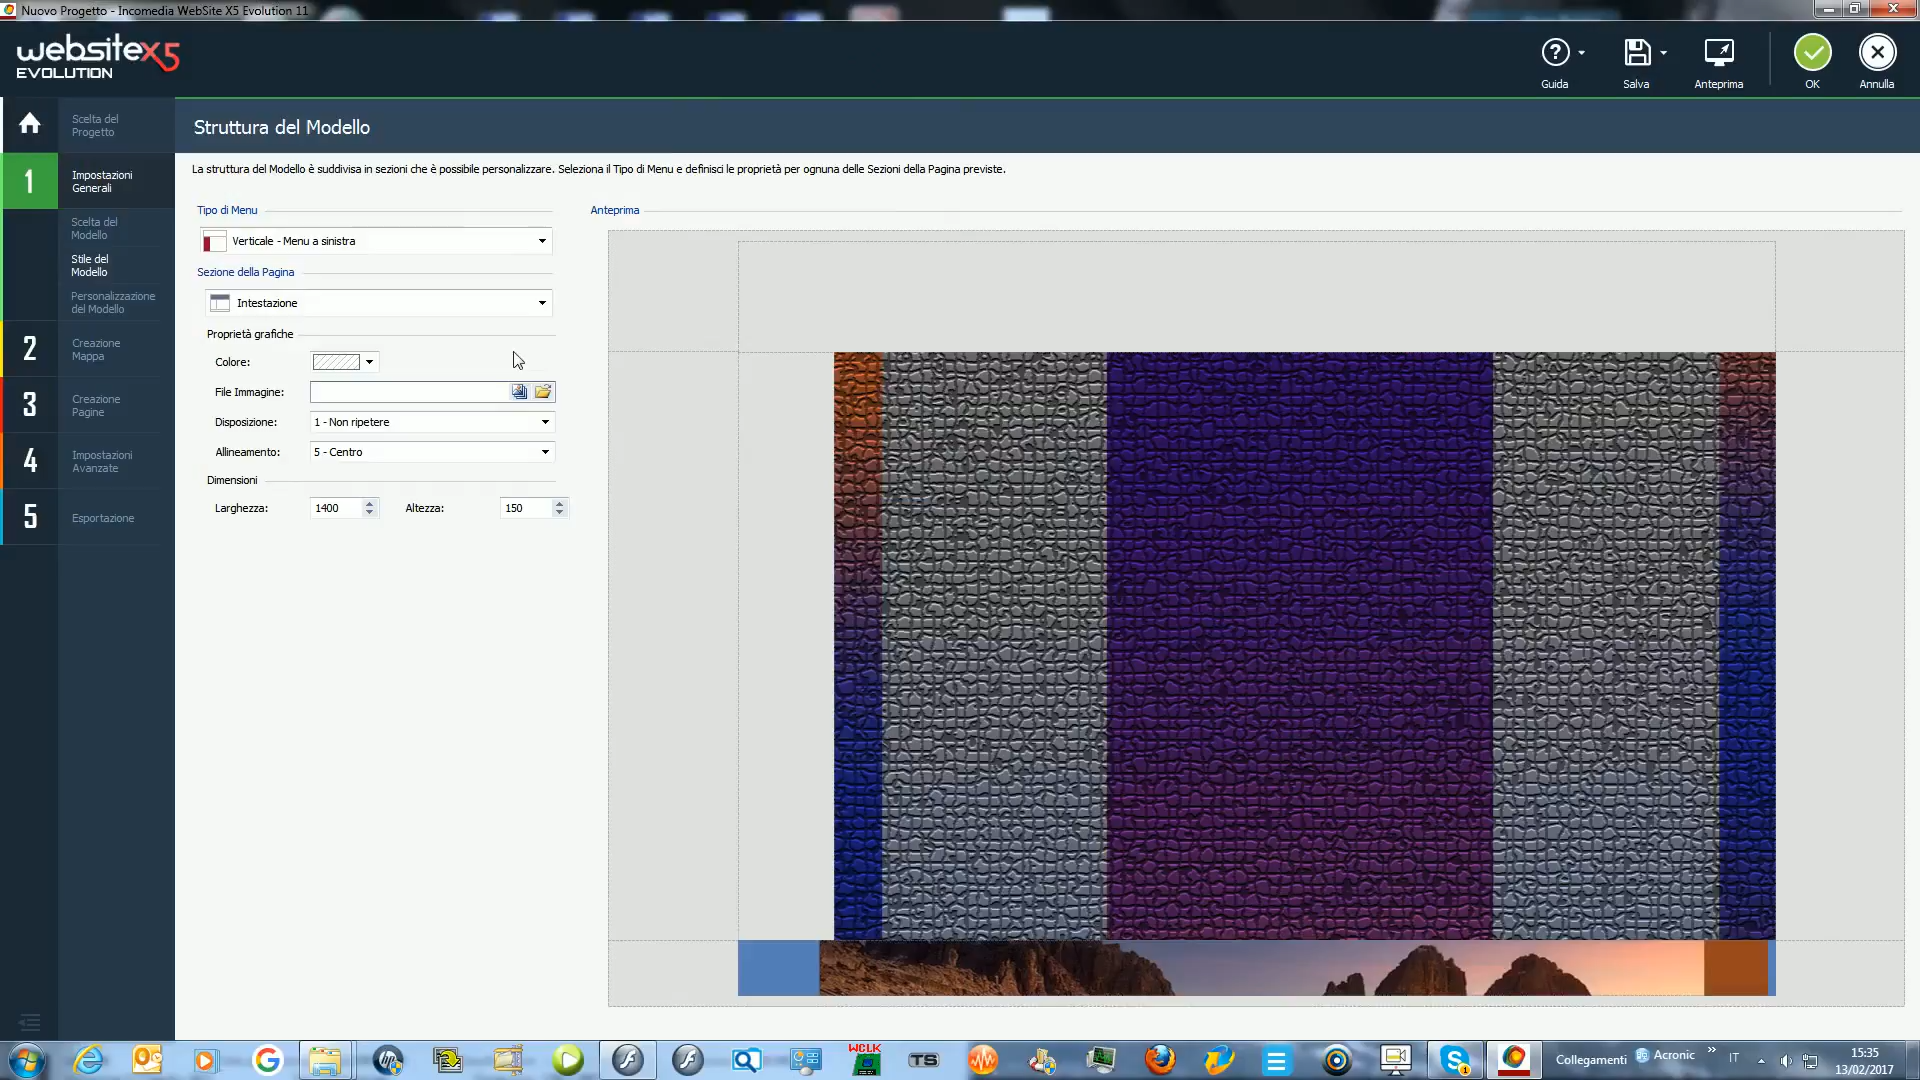 Nuovo Progetto - Incomedia WebSite X5 Evolution 11
websitex5
EVOLUTION
Guida
Salva
Anteprima
OK
Annulla
Scelta del
Progetto
Struttura del Modello
1
Impostazioni
Generali
La struttura del Modello è suddivisa in sezioni che è possibile personalizzare. Seleziona il Tipo di Menu e definisci le proprietà per ognuna delle Sezioni della Pagina previste.
Scelta del
Modello
Stile del
Modello
Personalizzazione
del Modello
2
Creazione
Mappa
3
Creazione
Pagine
4
Impostazioni
Avanzate
5
Esportazione
Tipo di Menu
Verticale - Menu a sinistra
Sezione della Pagina
Intestazione
Proprietà grafiche
Colore:
File Immagine:
Disposizione:
1 - Non ripetere
Allineamento:
5 - Centro
Dimensioni
Larghezza:
1400
Altezza:
150
Anteprima
WCLK
TS
Collegamenti
Acronic
»
IT
15:35
13/02/2017